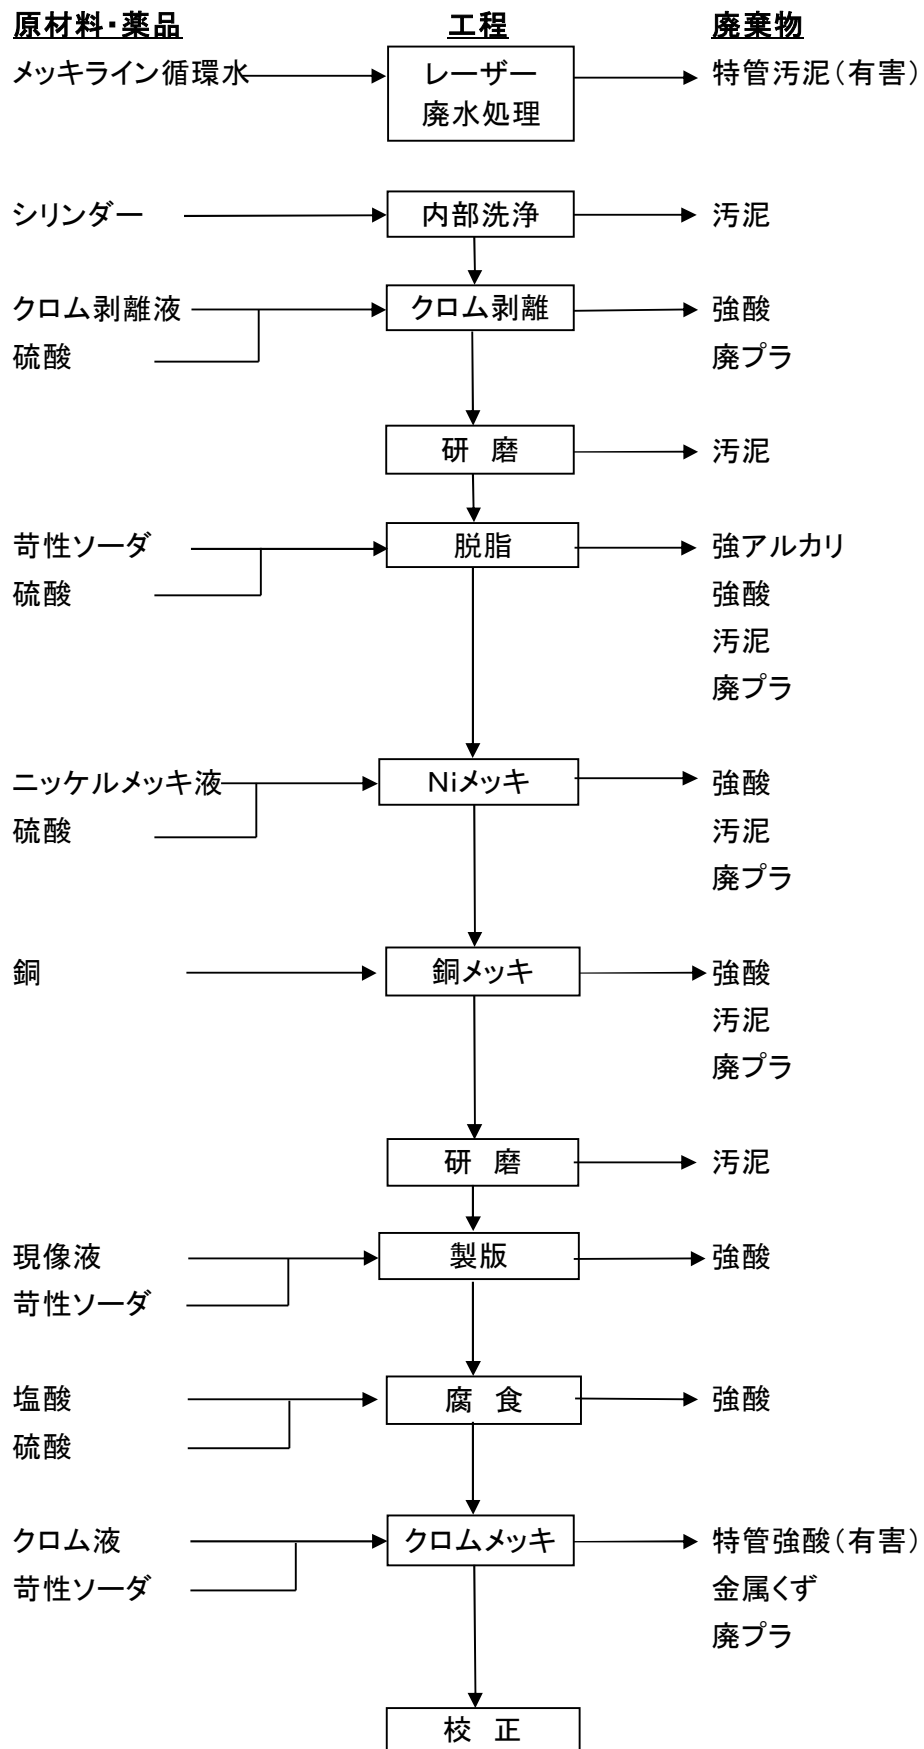 原材料・薬品 工程 廃棄物
メッキライン循環水 レーザー 特管汚泥（有害）
廃水処理
シリンダー 内部洗浄 汚泥
クロム剥離液 クロム剥離 強酸
硫酸 廃プラ
研　磨 汚泥
苛性ソーダ 脱脂 強アルカリ
硫酸 強酸
汚泥
廃プラ
ニッケルメッキ液 Ｎｉメッキ 強酸
硫酸 汚泥
廃プラ
銅 銅メッキ 強酸
汚泥
廃プラ
研　磨 汚泥
現像液 製版 強酸
苛性ソーダ
塩酸 腐　食 強酸
硫酸
クロム液 クロムメッキ 特管強酸（有害）
苛性ソーダ 金属くず
廃プラ
校　正